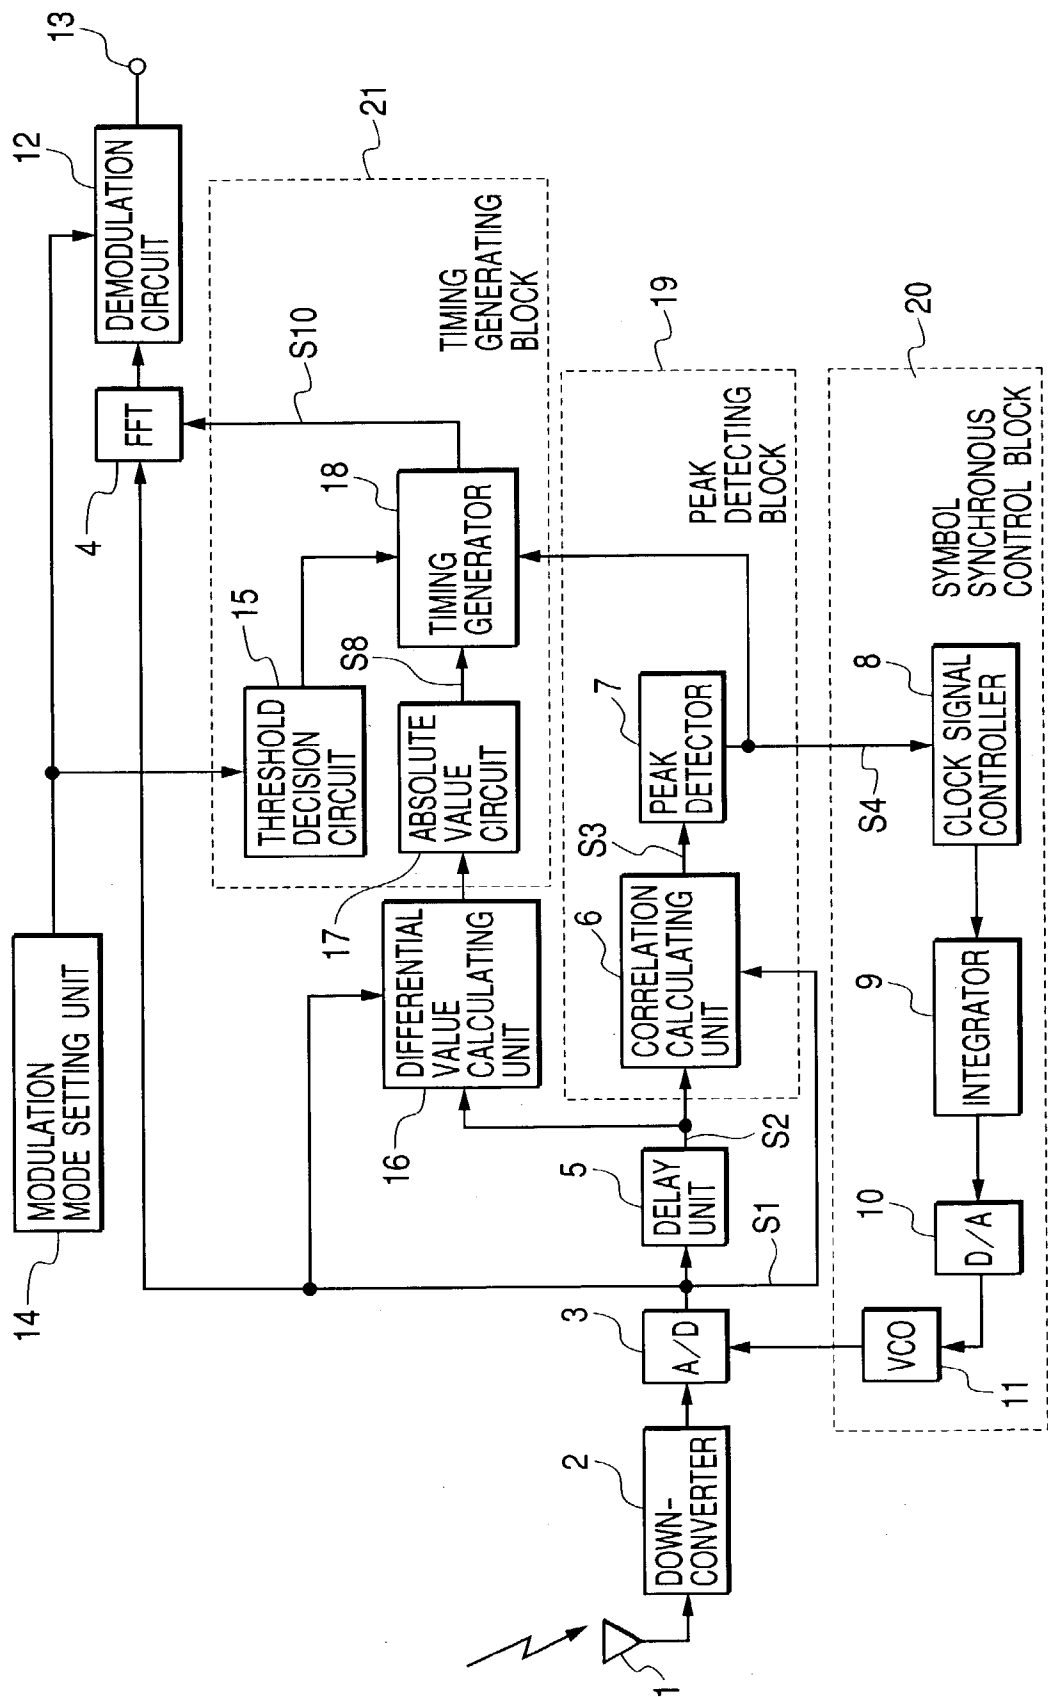 MODULATION
MODE SETTING UNIT
14
12
DEMODULATION
CIRCUIT
13
4
FFT
S10
21
TIMING
GENERATING
BLOCK
15
THRESHOLD
DECISION
CIRCUIT
18
TIMING
GENERATOR
S8
17
ABSOLUTE
VALUE
CIRCUIT
16
DIFFERENTIAL
VALUE
CALCULATING
UNIT
19
PEAK
DETECTING
BLOCK
7
PEAK
DETECTOR
S3
6
CORRELATION
CALCULATING
UNIT
S2
5
DELAY
UNIT
S1
3
A/D
2
DOWN-
CONVERTER
1
S4
20
SYMBOL
SYNCHRONOUS
CONTROL BLOCK
8
CLOCK SIGNAL
CONTROLLER
9
INTEGRATOR
10
D/A
VCO
11